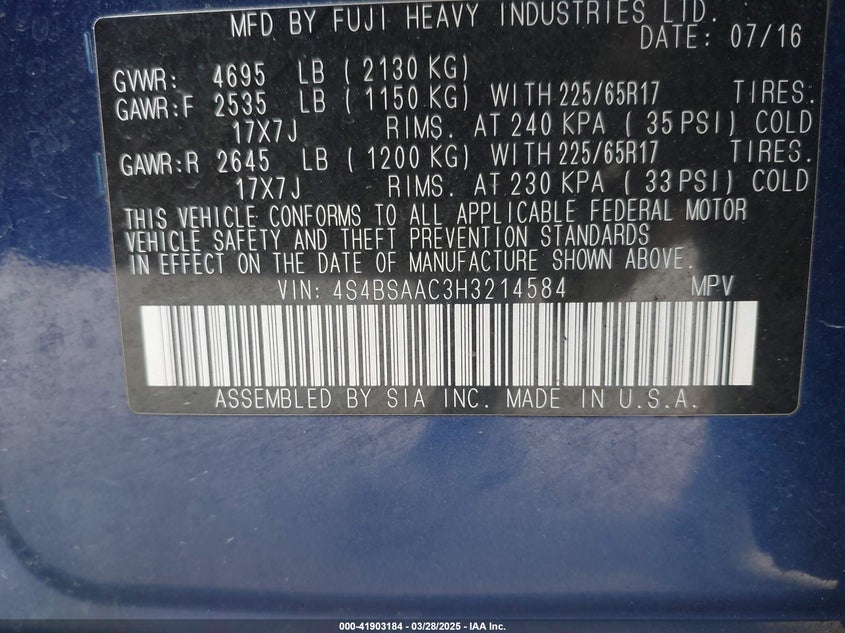 MFD BY FUJI HEAVY INDUSTRIES LTD.
DATE: 07/16
GVWR: 4695 LB ( 2130 KG)
GAWR:F 2535 LB ( 1150 KG) WITH 225/65R17 TIRES.
17X7J RIMS. AT 240 KPA ( 35 PSI) COLD
GAWR:R 2645 LB ( 1200 KG) WITH 225/65R17 TIRES.
17X7J RIMS. AT 230 KPA ( 33 PSI) COLD
THIS VEHICLE CONFORMS TO ALL APPLICABLE FEDERAL MOTOR
VEHICLE SAFETY AND THEFT PREVENTION STANDARDS
IN EFFECT ON THE DATE OF MANUFACTURE SHOWN ABOVE.
VIN: 4S4BSAAC3H3214584 MPV
ASSEMBLED BY SIA INC. MADE IN U.S.A.
000-41903184 | 03/28/2025 - IAA Inc.